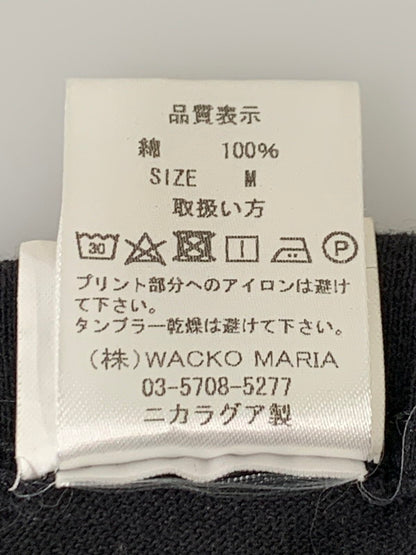 品質表示
綿 100%
SIZE M
取扱い方
30 P
プリント部分へのアイロンは避け
て下さい。
タンブラー乾燥は避けて下さい。
(株)WACKO MARIA
03-5708-5277
ニカラグア製